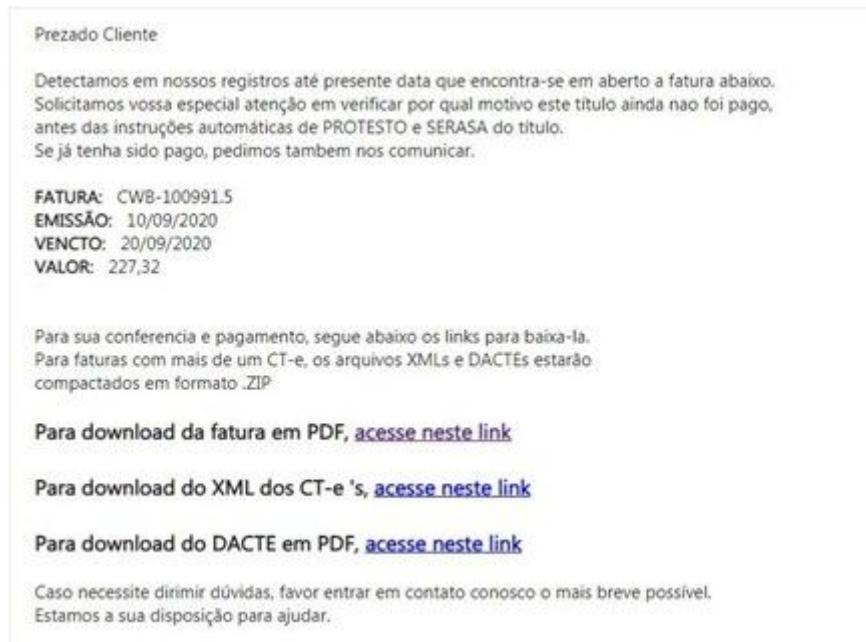 Prezado Cliente
Detectamos em nossos registros até presente data que encontra-se em aberto a fatura abaixo.
Solicitamos vossa especial atenção em verificar por qual motivo este título ainda nao foi pago,
antes das instruções automáticas de PROTESTO e SERASA do título.
Se já tenha sido pago, pedimos tambem nos comunicar.
FATURA: CWB-100991.5
EMISSÃO: 10/09/2020
VENCTO: 20/09/2020
VALOR: 227,32
Para sua conferencia e pagamento, segue abaixo os links para baixa-la.
Para faturas com mais de um CT-e, os arquivos XMLs e DACTEs estarão
compactados em formato .ZIP
Para download da fatura em PDF, acesse neste link
Para download do XML dos CT-e 's, acesse neste link
Para download do DACTE em PDF, acesse neste link
Caso necessite dirimir dúvidas, favor entrar em contato conosco o mais breve possível.
Estamos a sua disposição para ajudar.